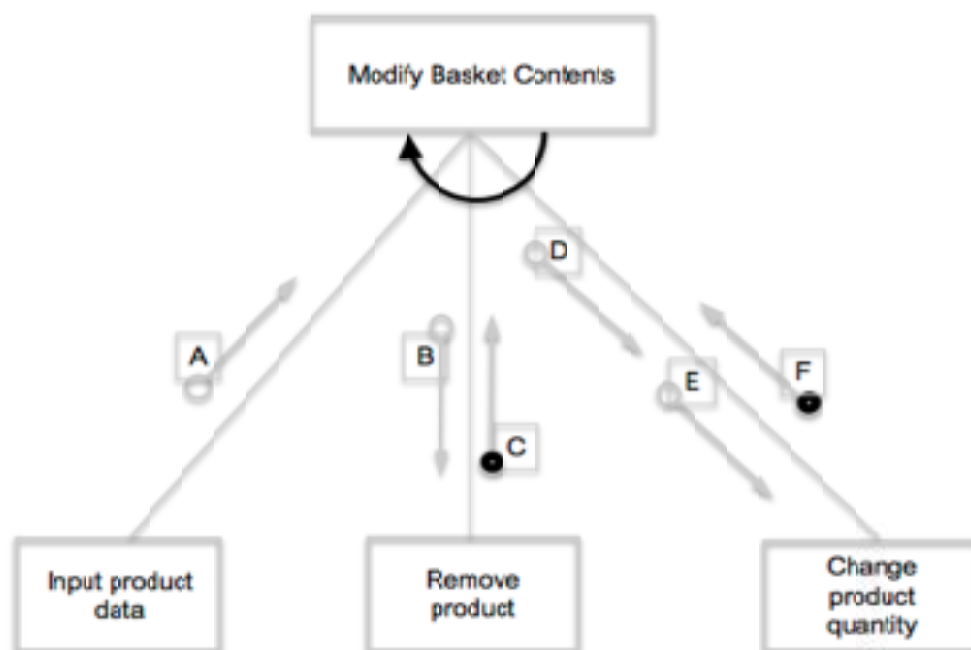 Modify Basket Contents
D
A
B
E
F
C
Input product
data
Remove
product
Change
product
quantity